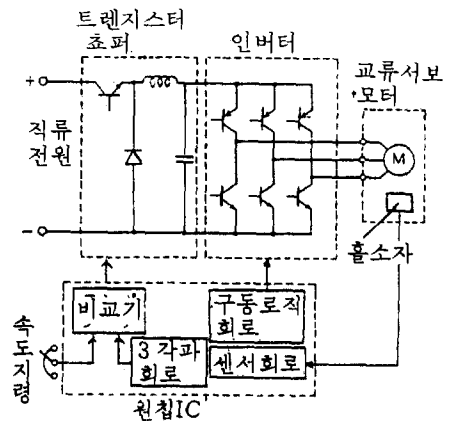 트렌지스터
쵸퍼
인버터
교류서보
모터
+
직류
전원
M
−
홀소자
비교기
구동로직
회로
속도
지령
3각파
회로
센서회로
원칩IC